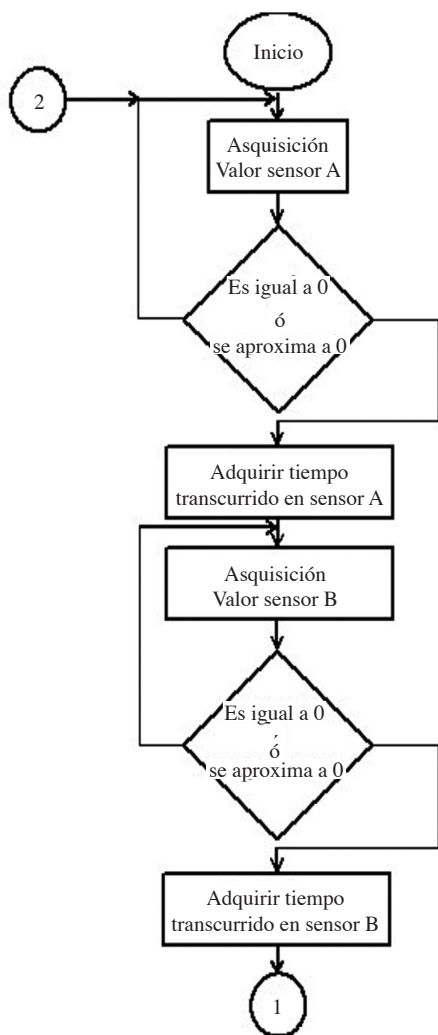 Inicio
2
Asquisición
Valor sensor A
Es igual a 0
ó
se aproxima a 0
Adquirir tiempo
transcurrido en sensor A
Asquisición
Valor sensor B
Es igual a 0
ó
se aproxima a 0
Adquirir tiempo
transcurrido en sensor B
1